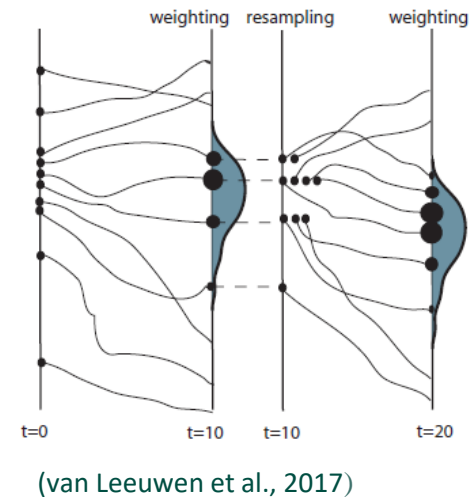 weighting resampling weighting
t=0 t=10 t=10 t=20
(van Leeuwen et al., 2017)